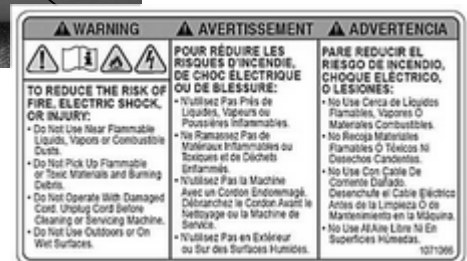 WARNING
TO REDUCE THE RISK OF
FIRE, ELECTRIC SHOCK,
OR INJURY:
• Do Not Use Near Flammable
Liquids, Vapors or Combustible
Dusts.
• Do Not Pick Up Flammable
or Toxic Materials and Burning
Debris.
• Do Not Operate With Damaged
Cord. Unplug Cord Before
Cleaning or Servicing Machine.
• Do Not Use Outdoors or On
Wet Surfaces.
AVERTISSEMENT
POUR RÉDUIRE LES
RISQUES D'INCENDIE,
DE CHOC ÉLECTRIQUE
OU DE BLESSURE:
• N'utilisez Pas Près de
Liquides, Vapeurs ou
Poussières Inflammables.
• Ne Ramassez Pas de
Matériaux Inflammables ou
Toxiques et de Déchets
Enflammés.
• N'utilisez Pas la Machine
Avec un Cordon Endommagé.
Débranchez le Cordon Avant le
Nettoyage ou la Machine de
Service.
• N'utilisez Pas en Extérieur
ou Sur des Surfaces Humides.
ADVERTENCIA
PARE REDUCIR EL
RIESGO DE INCENDIO,
CHOQUE ELÉCTRICO,
O LESIONES:
• No Use Cerca de Líquidos
Flamables, Vapores O
Materiales Combustibles.
• No Recoja Materiales
Flamables O Tóxicos Ni
Desechos Candentes.
• No Use Con Cable De
Corriente Dañado.
Desenchufe el Cable Eléctrico
Antes de la Limpieza O de
Mantenimiento en la Máquina.
• No Use Al Aire Libre Ni En
Superficies Húmedas.
1071066